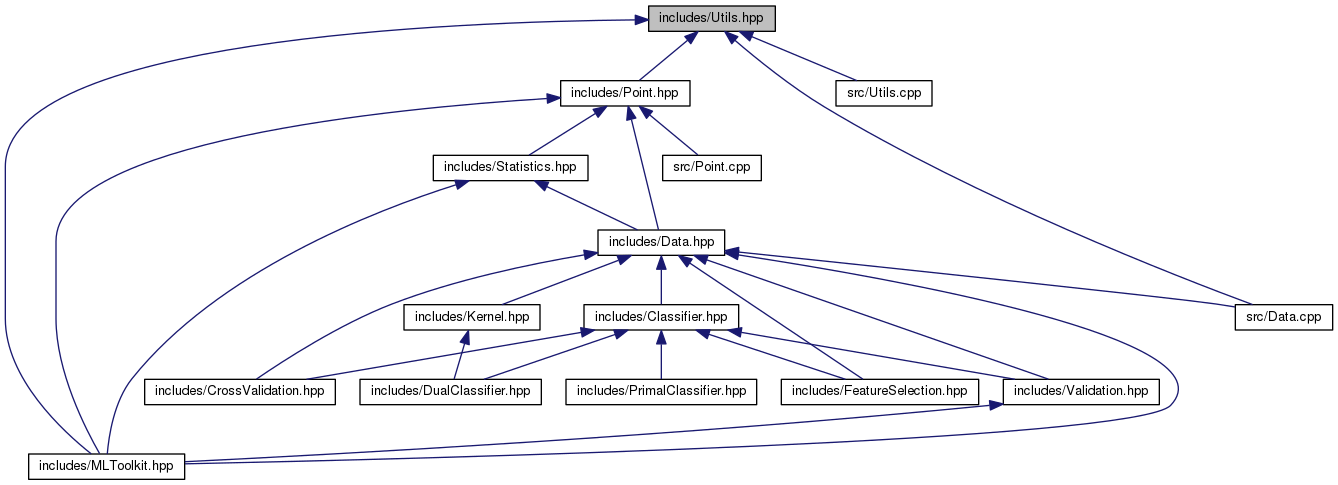 includes/Utils.hpp
includes/Point.hpp
src/Utils.cpp
includes/Statistics.hpp
src/Point.cpp
includes/Data.hpp
includes/Kernel.hpp
includes/Classifier.hpp
src/Data.cpp
includes/CrossValidation.hpp
includes/DualClassifier.hpp
includes/PrimalClassifier.hpp
includes/FeatureSelection.hpp
includes/Validation.hpp
includes/MLToolkit.hpp